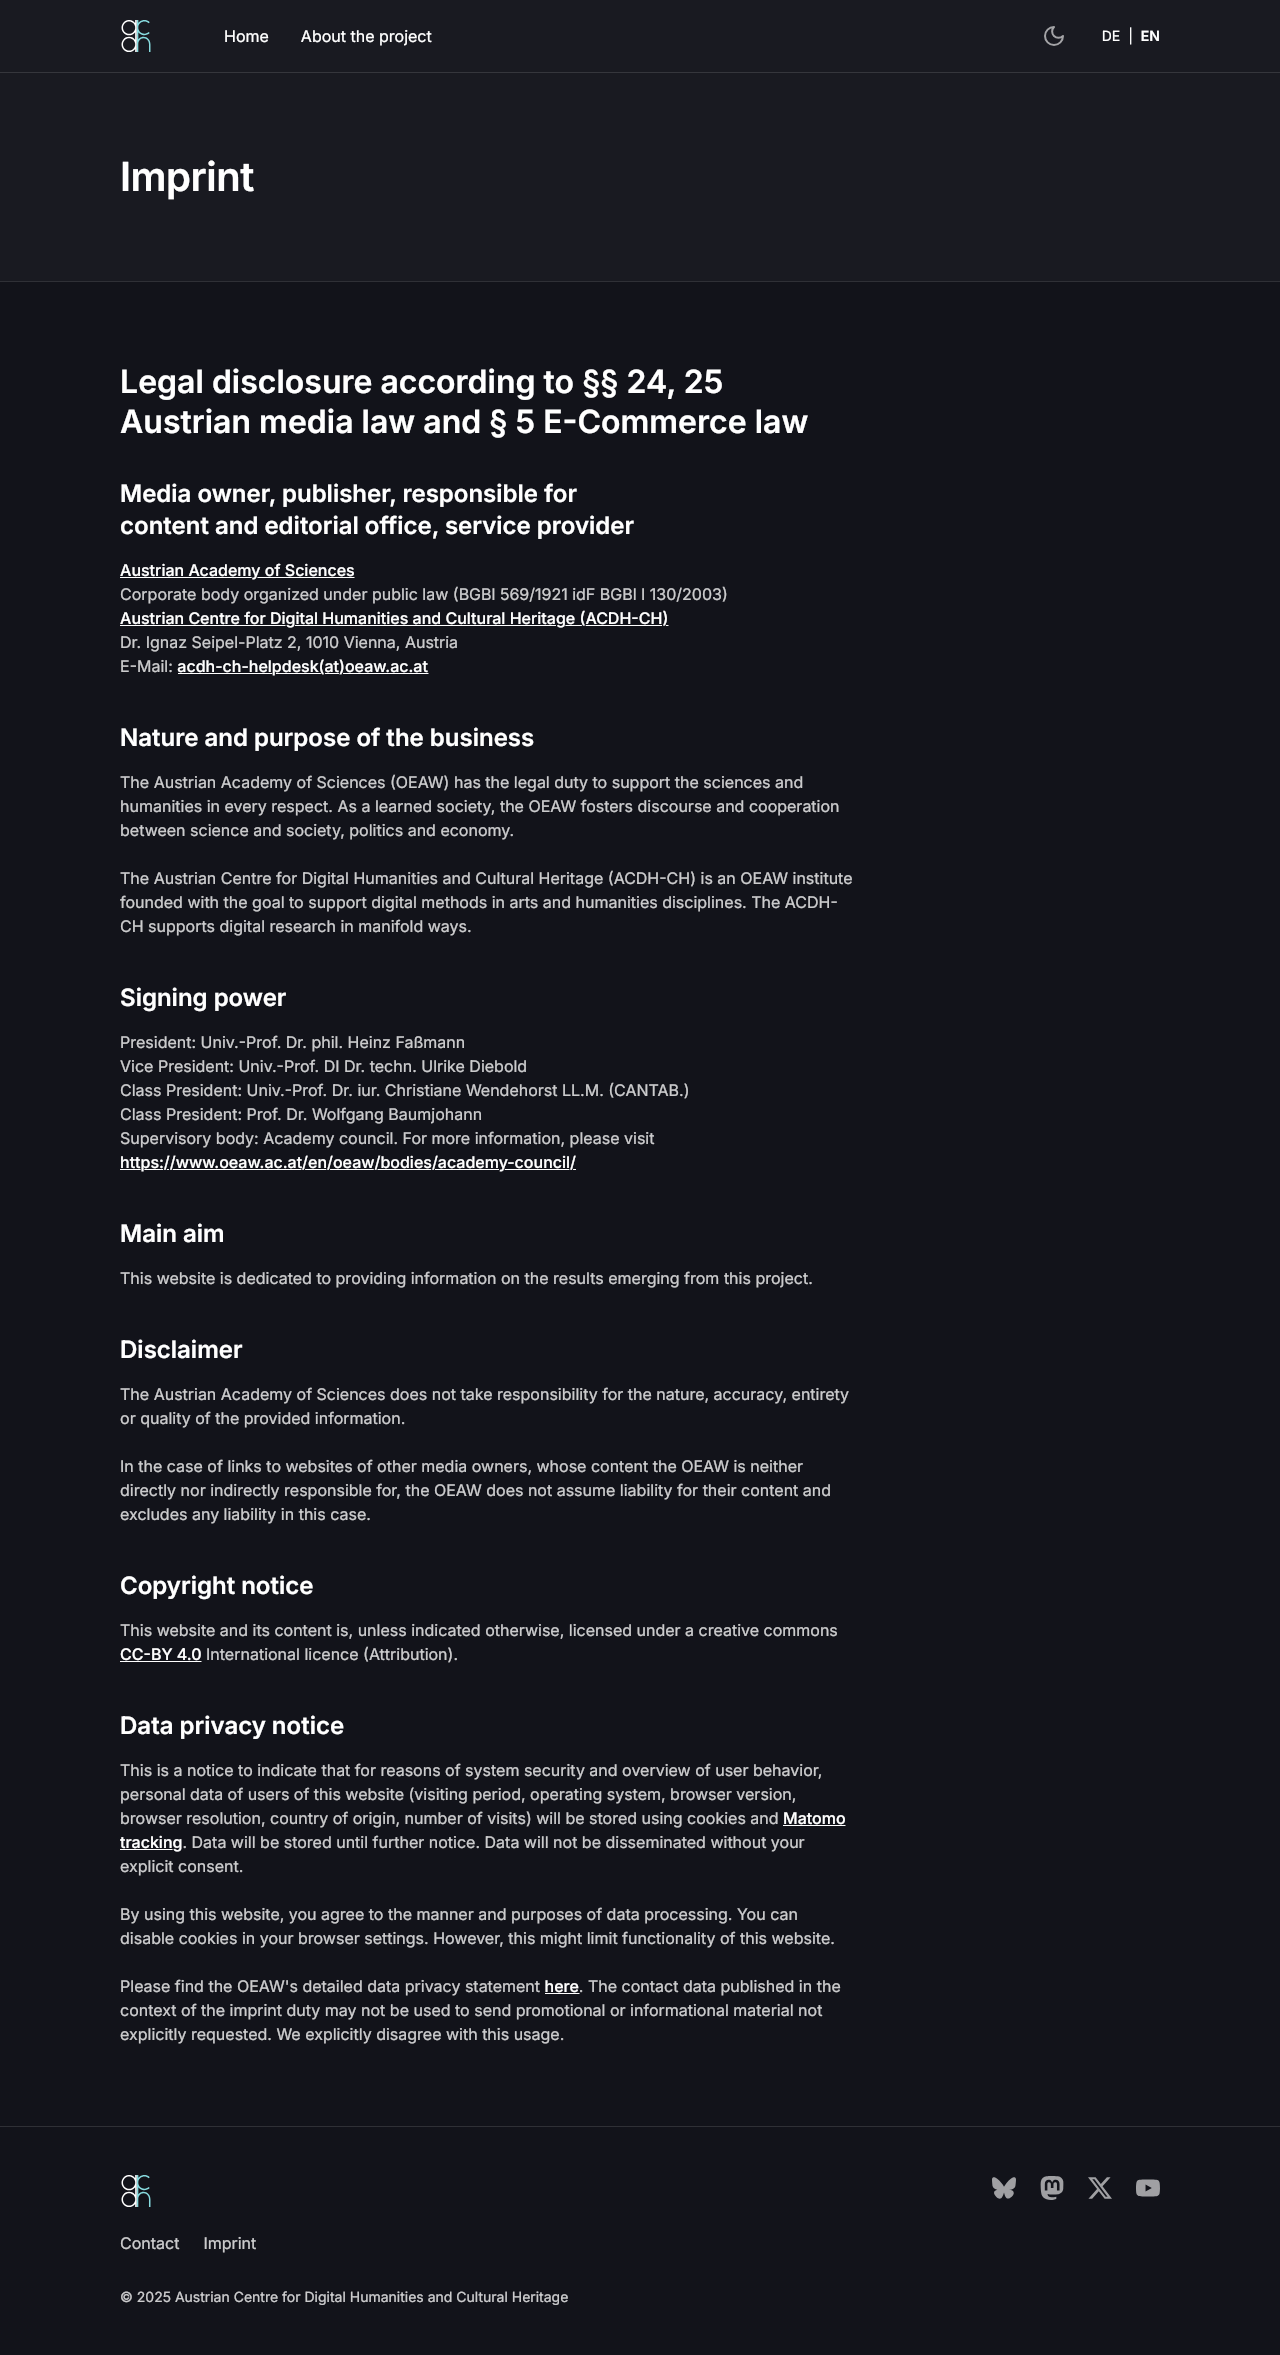 acdh
Home
About the project
DE | EN
Imprint
Legal disclosure according to §§ 24, 25
Austrian media law and § 5 E-Commerce law
Media owner, publisher, responsible for
content and editorial office, service provider
Austrian Academy of Sciences
Corporate body organized under public law (BGBI 569/1921 idF BGBI I 130/2003)
Austrian Centre for Digital Humanities and Cultural Heritage (ACDH-CH)
Dr. Ignaz Seipel-Platz 2, 1010 Vienna, Austria
E-Mail: acdh-ch-helpdesk(at)oeaw.ac.at
Nature and purpose of the business
The Austrian Academy of Sciences (OEAW) has the legal duty to support the sciences and
humanities in every respect. As a learned society, the OEAW fosters discourse and cooperation
between science and society, politics and economy.
The Austrian Centre for Digital Humanities and Cultural Heritage (ACDH-CH) is an OEAW institute
founded with the goal to support digital methods in arts and humanities disciplines. The ACDH-
CH supports digital research in manifold ways.
Signing power
President: Univ.-Prof. Dr. phil. Heinz Faßmann
Vice President: Univ.-Prof. DI Dr. techn. Ulrike Diebold
Class President: Univ.-Prof. Dr. iur. Christiane Wendehorst LL.M. (CANTAB.)
Class President: Prof. Dr. Wolfgang Baumjohann
Supervisory body: Academy council. For more information, please visit
https://www.oeaw.ac.at/en/oeaw/bodies/academy-council/
Main aim
This website is dedicated to providing information on the results emerging from this project.
Disclaimer
The Austrian Academy of Sciences does not take responsibility for the nature, accuracy, entirety
or quality of the provided information.
In the case of links to websites of other media owners, whose content the OEAW is neither
directly nor indirectly responsible for, the OEAW does not assume liability for their content and
excludes any liability in this case.
Copyright notice
This website and its content is, unless indicated otherwise, licensed under a creative commons
CC-BY 4.0 International licence (Attribution).
Data privacy notice
This is a notice to indicate that for reasons of system security and overview of user behavior,
personal data of users of this website (visiting period, operating system, browser version,
browser resolution, country of origin, number of visits) will be stored using cookies and Matomo
tracking. Data will be stored until further notice. Data will not be disseminated without your
explicit consent.
By using this website, you agree to the manner and purposes of data processing. You can
disable cookies in your browser settings. However, this might limit functionality of this website.
Please find the OEAW's detailed data privacy statement here. The contact data published in the
context of the imprint duty may not be used to send promotional or informational material not
explicitly requested. We explicitly disagree with this usage.
acdh
Contact
Imprint
© 2025 Austrian Centre for Digital Humanities and Cultural Heritage